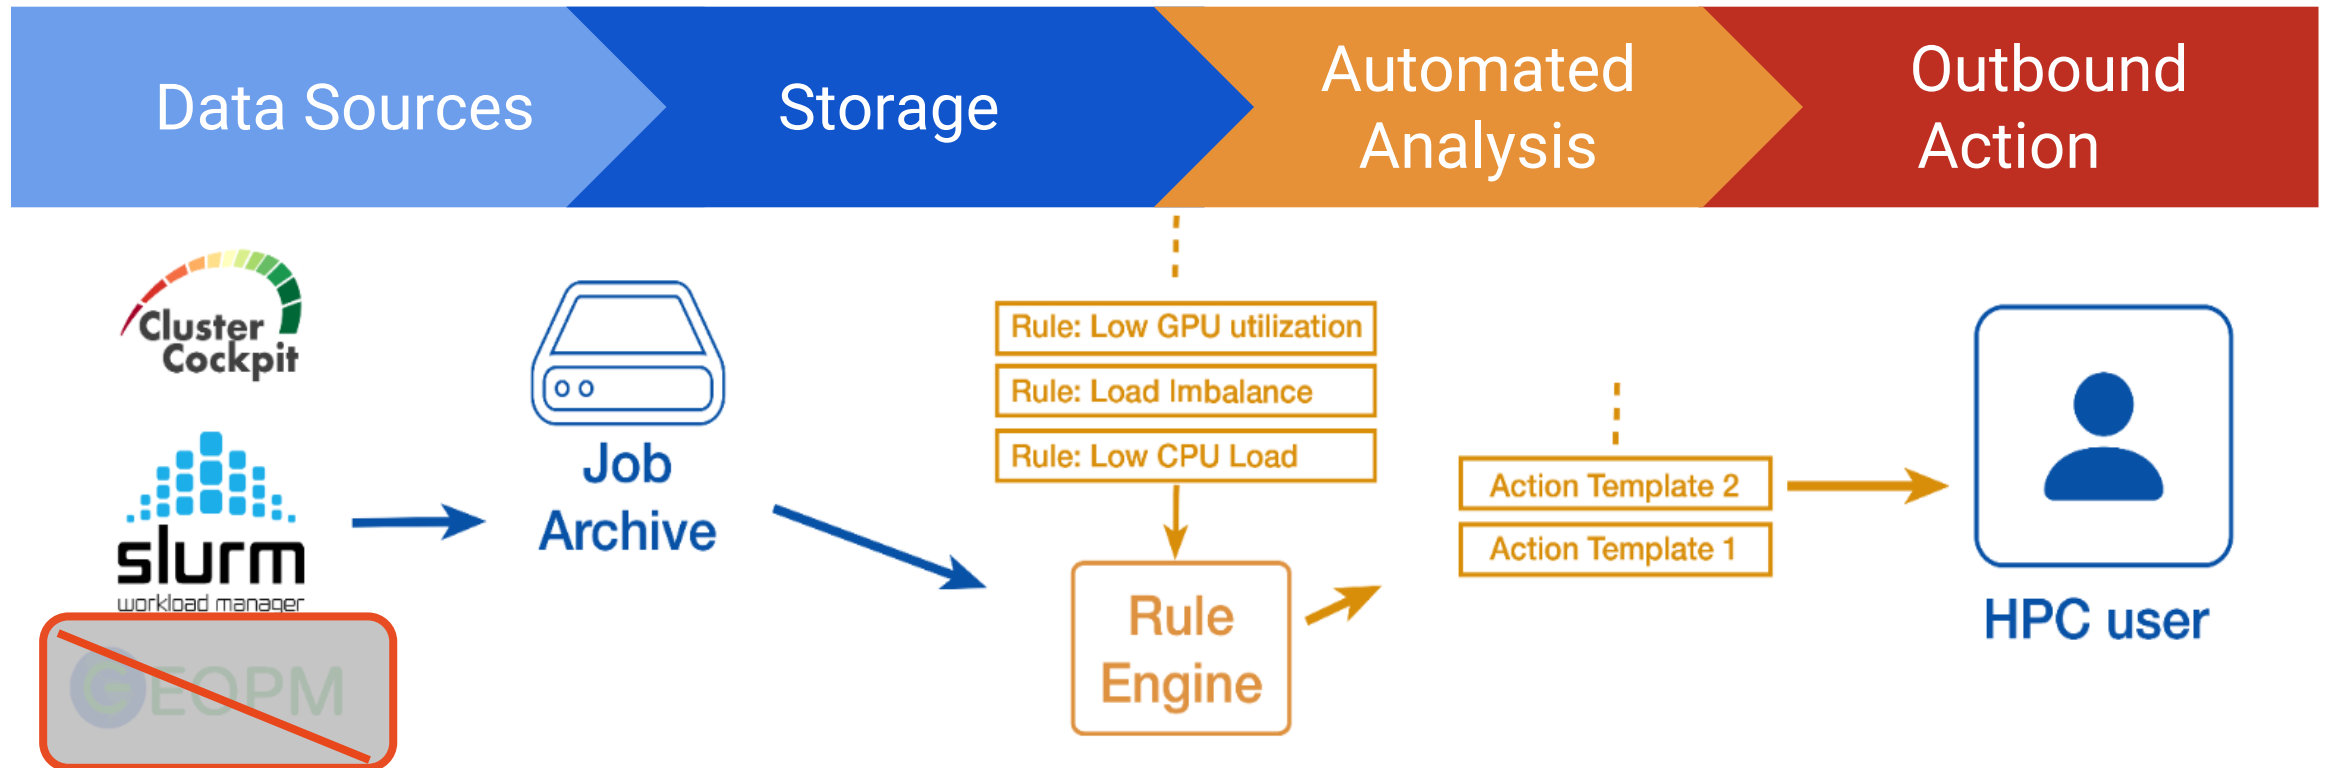 Data Sources
Storage
Automated
Analysis
Outbound
Action
Cluster
Cockpit
slurm
workload manager
GEOPM
Job
Archive
Rule: Low GPU utilization
Rule: Load Imbalance
Rule: Low CPU Load
Rule
Engine
Action Template 2
Action Template 1
HPC user